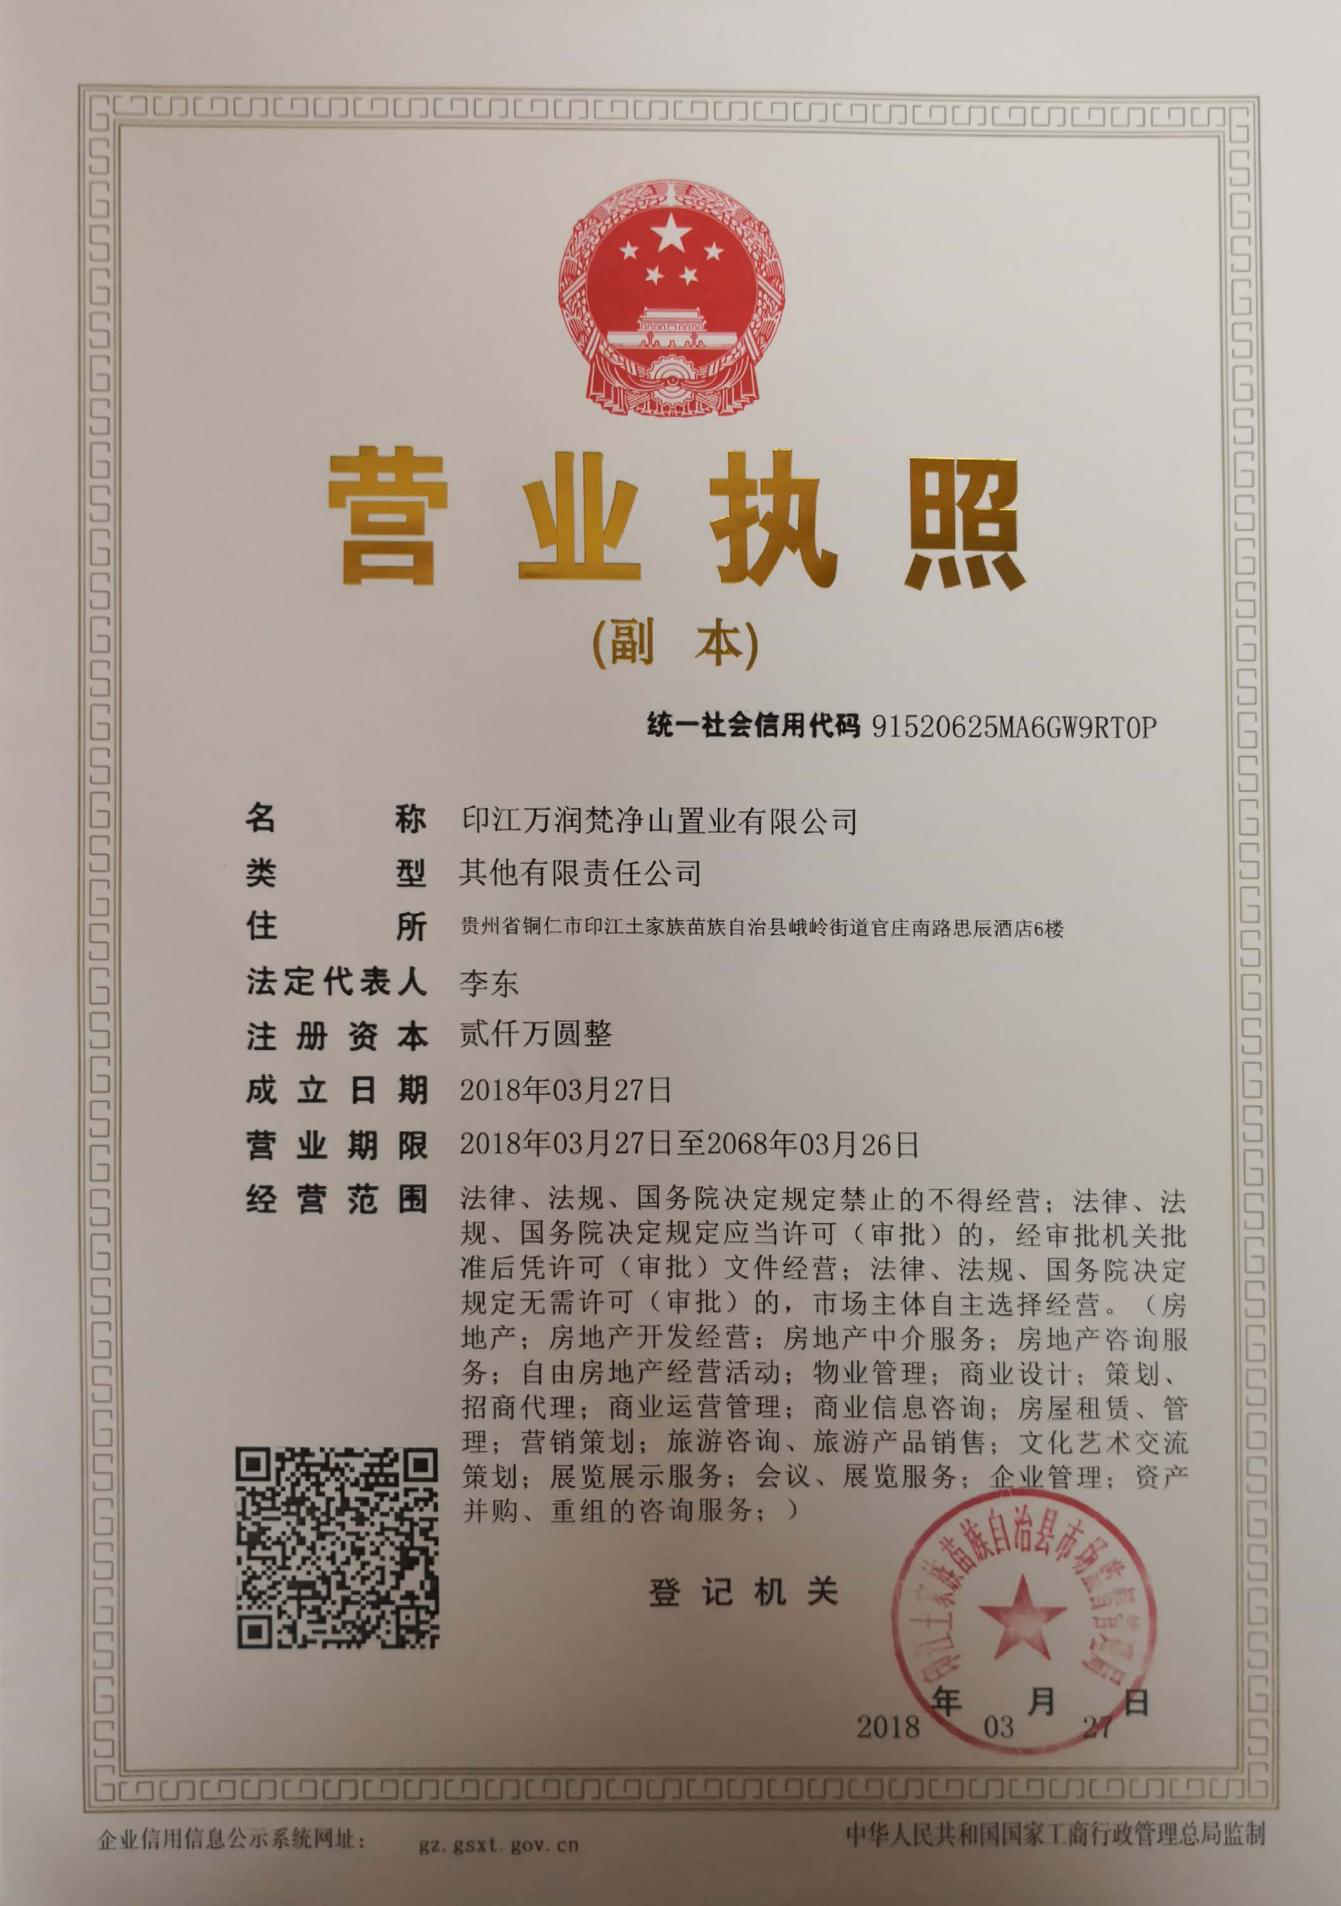 营业执照
(副 本)
统一社会信用代码 91520625MA6GW9RT0P
名 称 印江万润梵净山置业有限公司
类 型 其他有限责任公司
住 所 贵州省铜仁市印江土家族苗族自治县峨岭街道官庄南路思辰酒店6楼
法定代表人 李东
注册资本 贰仟万圆整
成立日期 2018年03月27日
营业期限 2018年03月27日至2068年03月26日
经营范围 法律、法规、国务院决定规定禁止的不得经营；法律、法
规、国务院决定规定应当许可（审批）的，经审批机关批
准后凭许可（审批）文件经营；法律、法规、国务院决定
规定无需许可（审批）的，市场主体自主选择经营。（房
地产；房地产开发经营；房地产中介服务；房地产咨询服
务；自由房地产经营活动；物业管理；商业设计；策划、
招商代理；商业运营管理；商业信息咨询；房屋租赁、管
理；营销策划；旅游咨询、旅游产品销售；文化艺术交流
策划；展览展示服务；会议、展览服务；企业管理；资产
并购、重组的咨询服务；）
登记机关
印江土家族苗族自治县市场监督管理局
2018年03月27日
企业信用信息公示系统网址： gz.gsxt.gov.cn
中华人民共和国国家工商行政管理总局监制